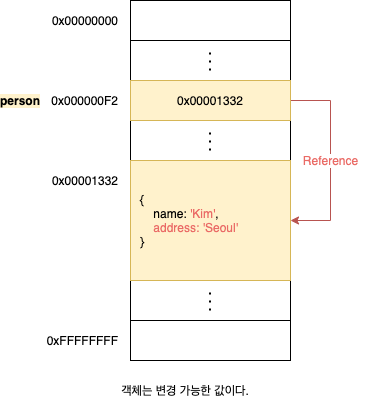 0x00000000
person 0x000000F2 0x00001332
Reference
0x00001332
{
name: 'Kim',
address: 'Seoul'
}
0xFFFFFFFF
객체는 변경 가능한 값이다.